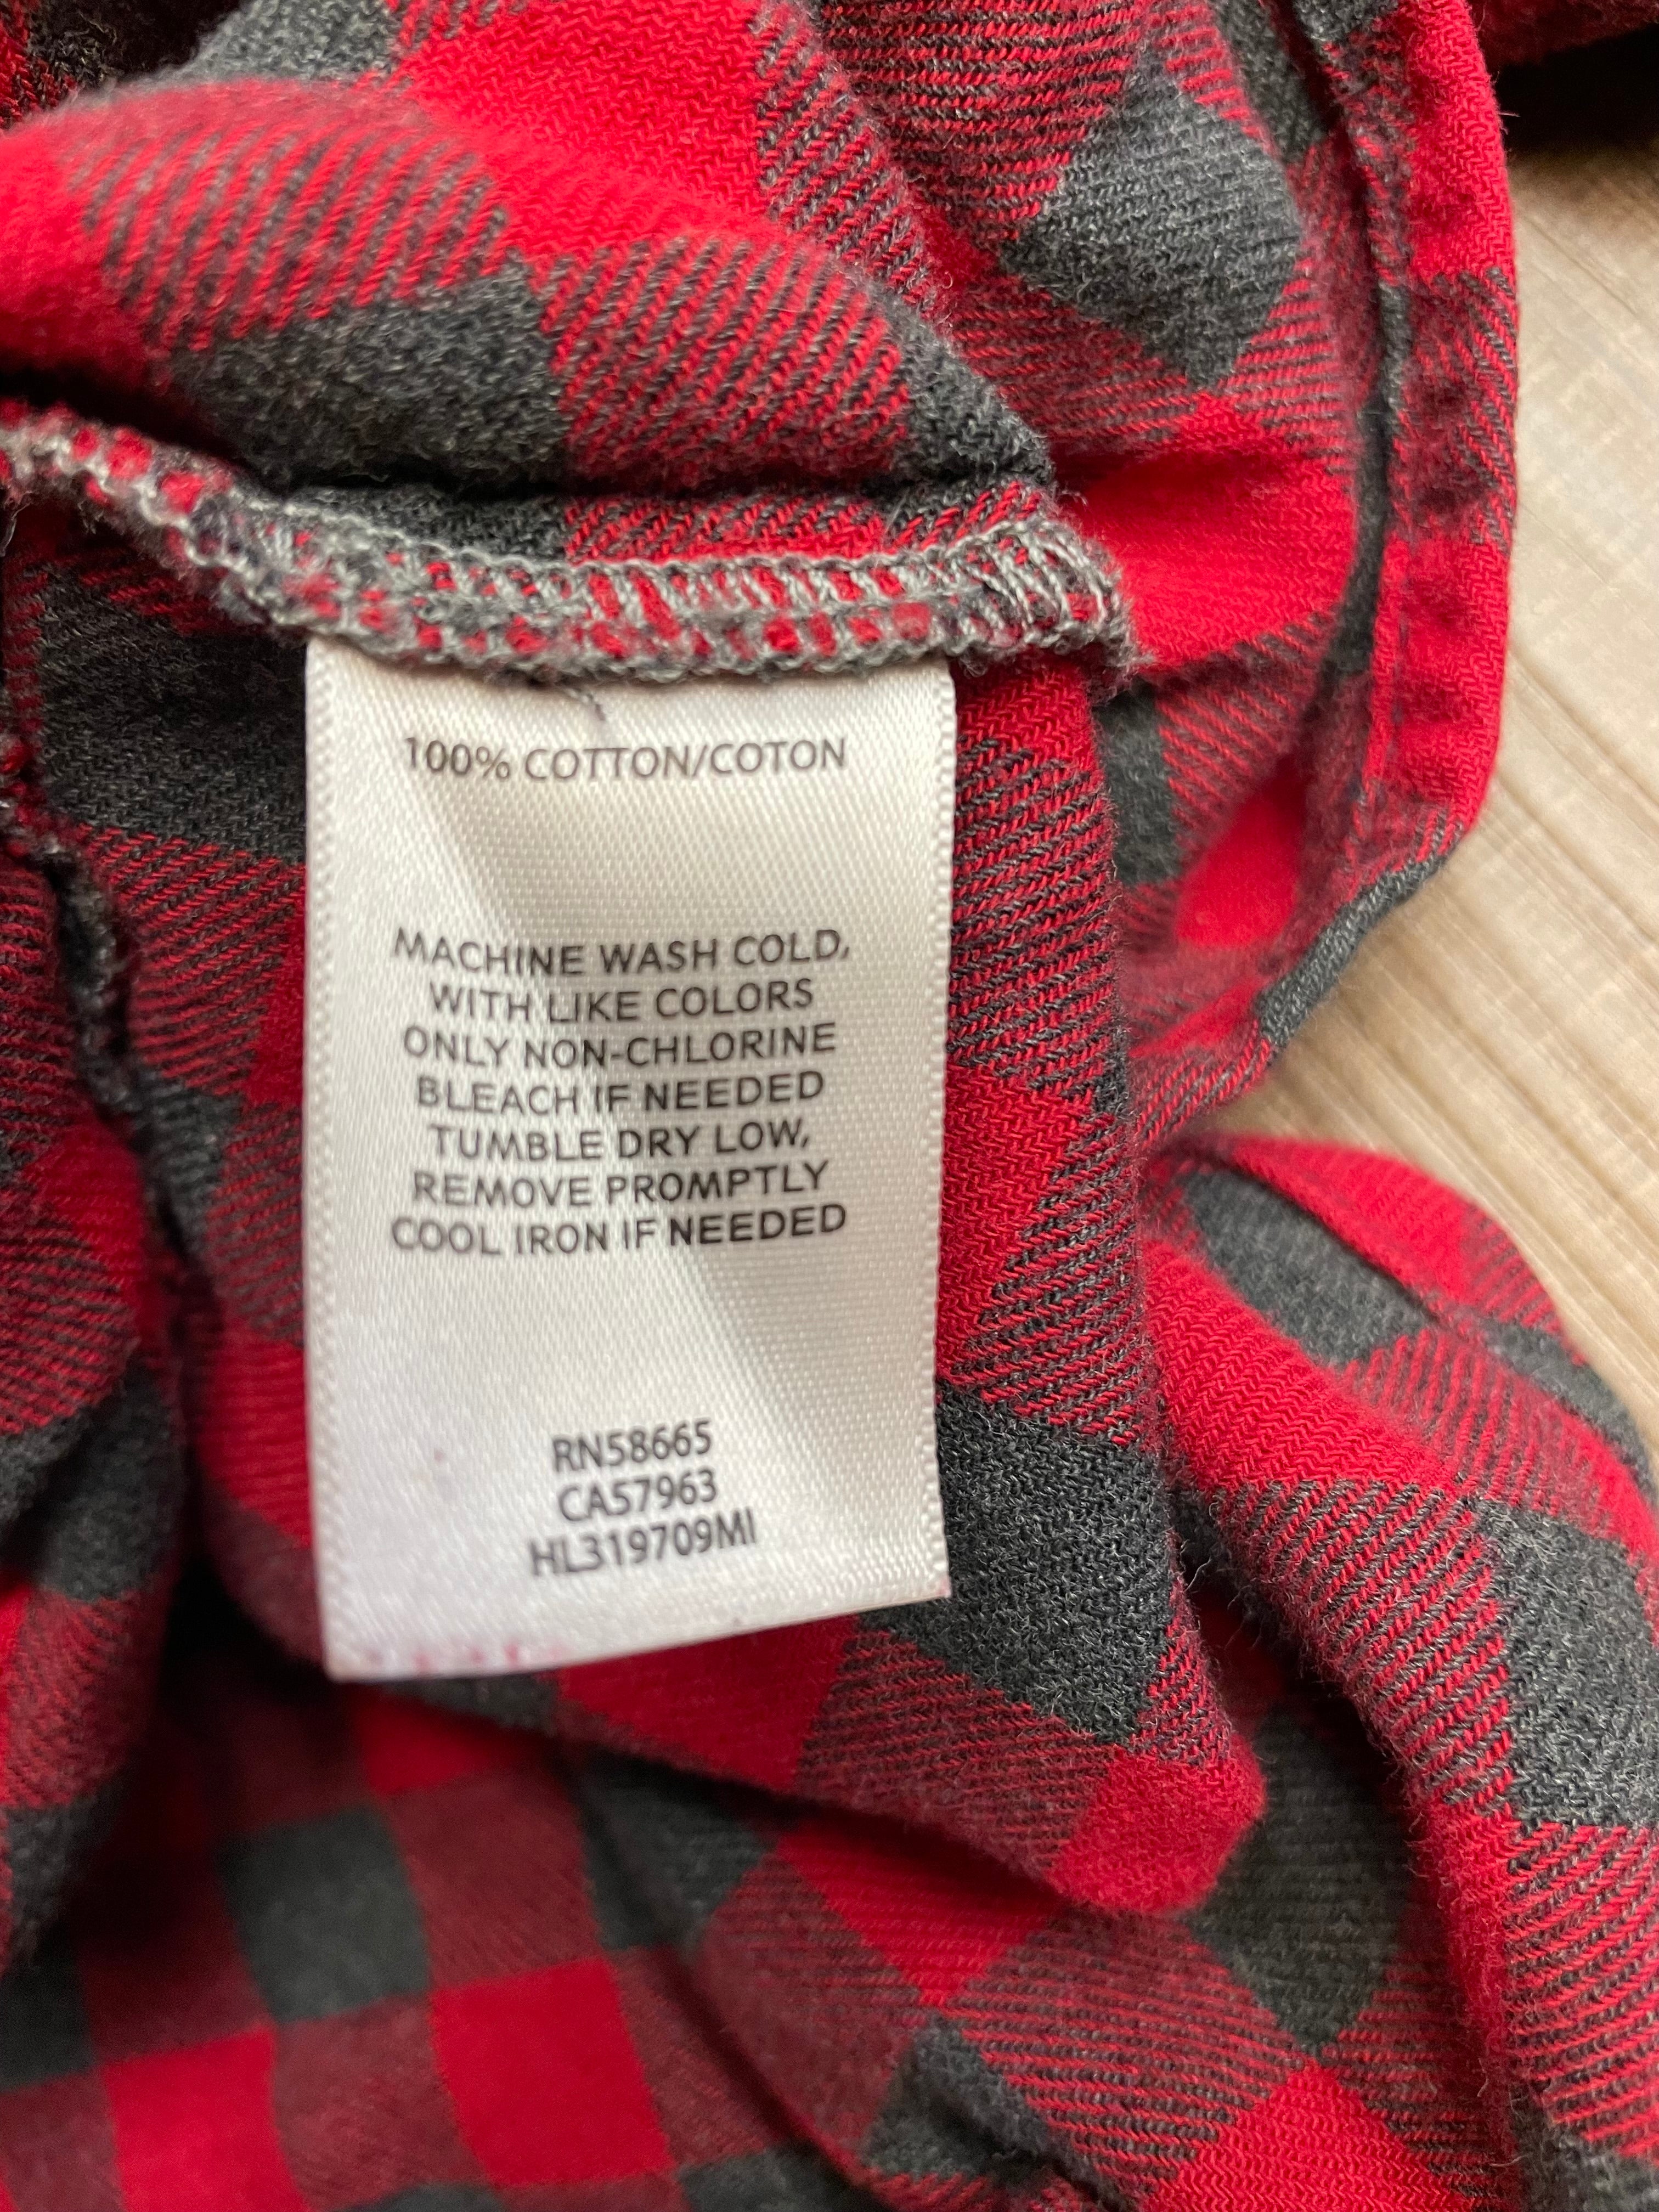 100% COTTON/COTON
MACHINE WASH COLD,
WITH LIKE COLORS
ONLY NON-CHLORINE
BLEACH IF NEEDED
TUMBLE DRY LOW,
REMOVE PROMPTLY
COOL IRON IF NEEDED
RN58665
CA57963
HL319709MI